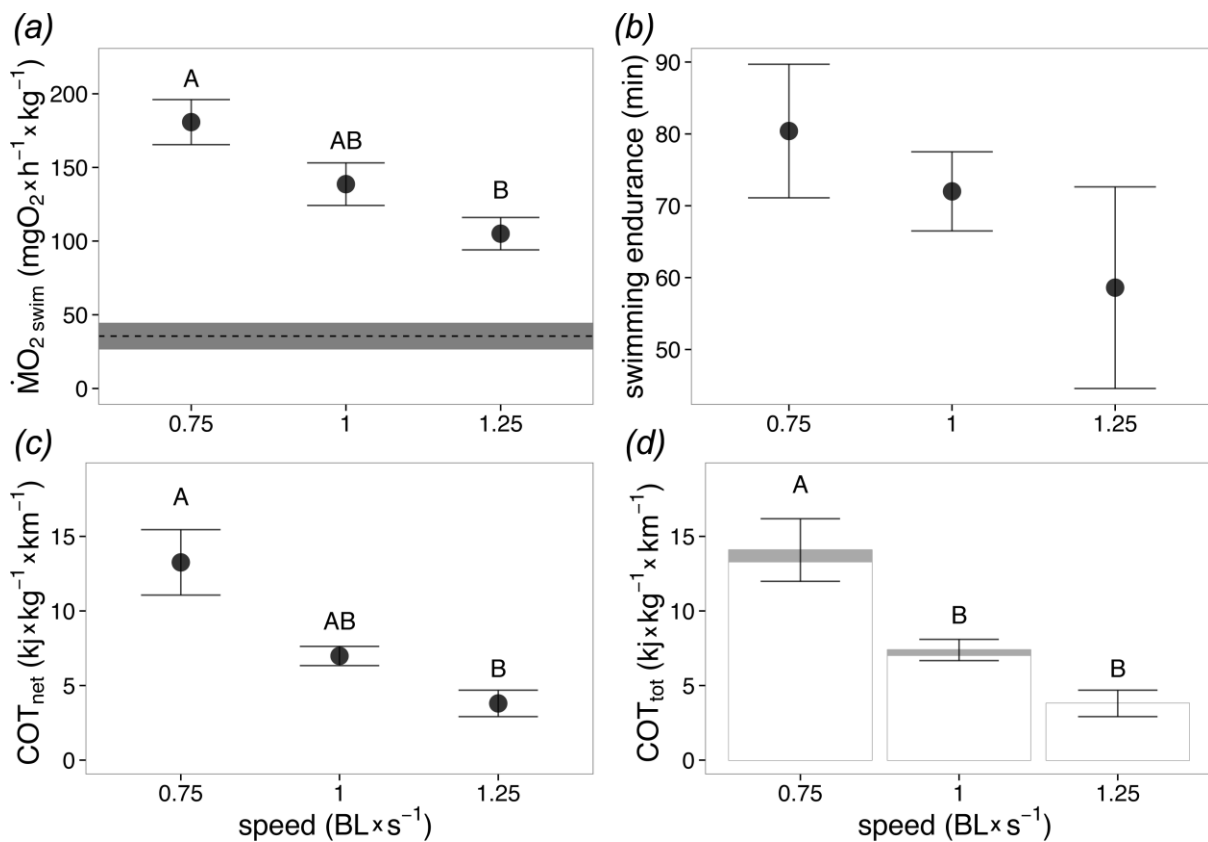 (a)
ṀO₂ swim (mgO₂×h⁻¹×kg⁻¹)
200
150
100
50
0
A
AB
B
0.75
1
1.25
(b)
swimming endurance (min)
90
80
70
60
50
0.75
1
1.25
(c)
COTnet (kj×kg⁻¹×km⁻¹)
15
10
5
0
A
AB
B
0.75
1
1.25
speed (BL×s⁻¹)
(d)
COTtot (kj×kg⁻¹×km⁻¹)
15
10
5
0
A
B
B
0.75
1
1.25
speed (BL×s⁻¹)